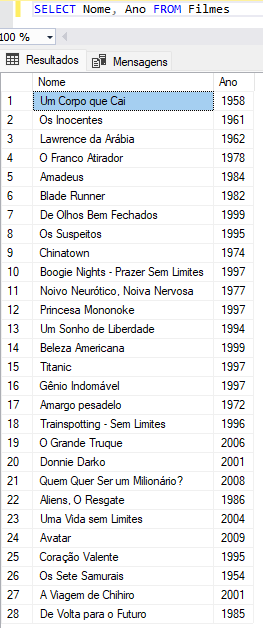 SELECT Nome, Ano FROM Filmes
100 %
Resultados Mensagens
Nome Ano
1 Um Corpo que Cai 1958
2 Os Inocentes 1961
3 Lawrence da Arábia 1962
4 O Franco Atirador 1978
5 Amadeus 1984
6 Blade Runner 1982
7 De Olhos Bem Fechados 1999
8 Os Suspeitos 1995
9 Chinatown 1974
10 Boogie Nights - Prazer Sem Limites 1997
11 Noivo Neurótico, Noiva Nervosa 1977
12 Princesa Mononoke 1997
13 Um Sonho de Liberdade 1994
14 Beleza Americana 1999
15 Titanic 1997
16 Gênio Indomável 1997
17 Amargo pesadelo 1972
18 Trainspotting - Sem Limites 1996
19 O Grande Truque 2006
20 Donnie Darko 2001
21 Quem Quer Ser um Milionário? 2008
22 Aliens, O Resgate 1986
23 Uma Vida sem Limites 2004
24 Avatar 2009
25 Coração Valente 1995
26 Os Sete Samurais 1954
27 A Viagem de Chihiro 2001
28 De Volta para o Futuro 1985